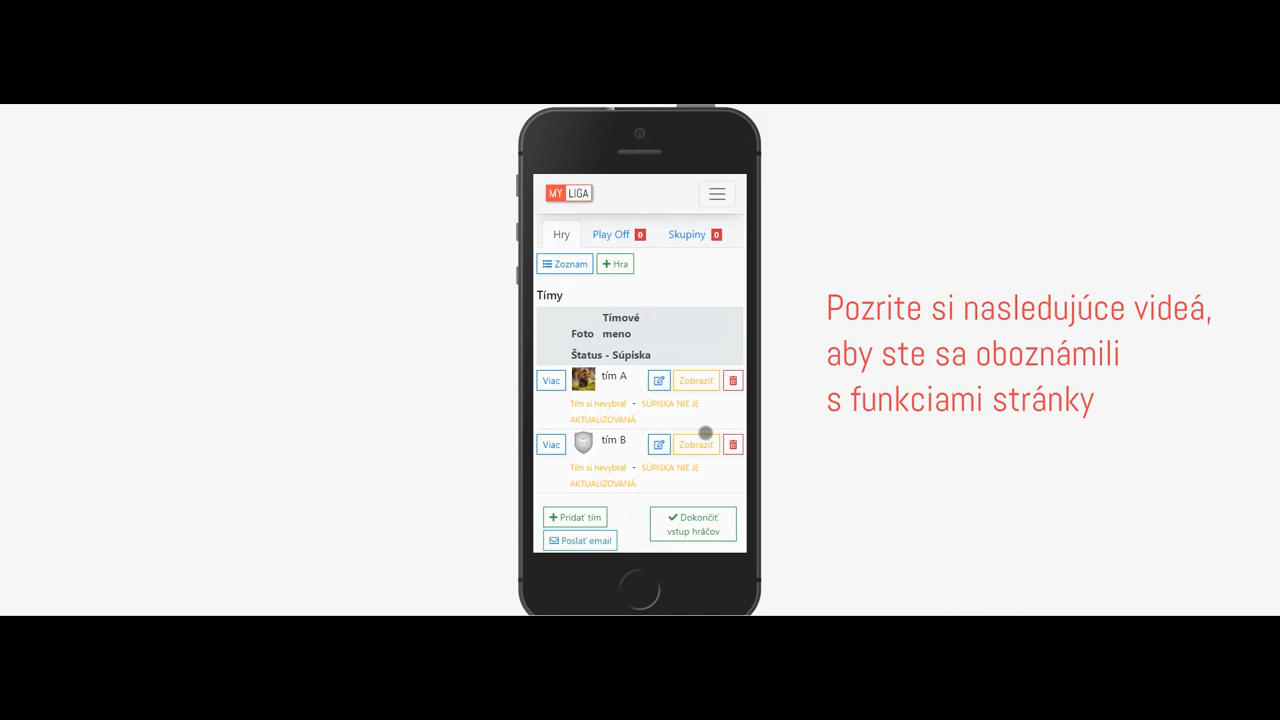 MY LIGA
Hry Play Off 0 Skupiny 0
Zoznam Hra
Tímy
Foto Tímové meno
Štatus - Súpiska
Viac tím A Zobraziť
Tím si nevybral - SÚPISKA NIE JE
AKTUALIZOVANÁ
Viac tím B Zobraziť
Tím si nevybral - SÚPISKA NIE JE
AKTUALIZOVANÁ
Pridať tím
Poslať email
Dokončiť
vstup hráčov
Pozrite si nasledujúce videá,
aby ste sa oboznámili
s funkciami stránky